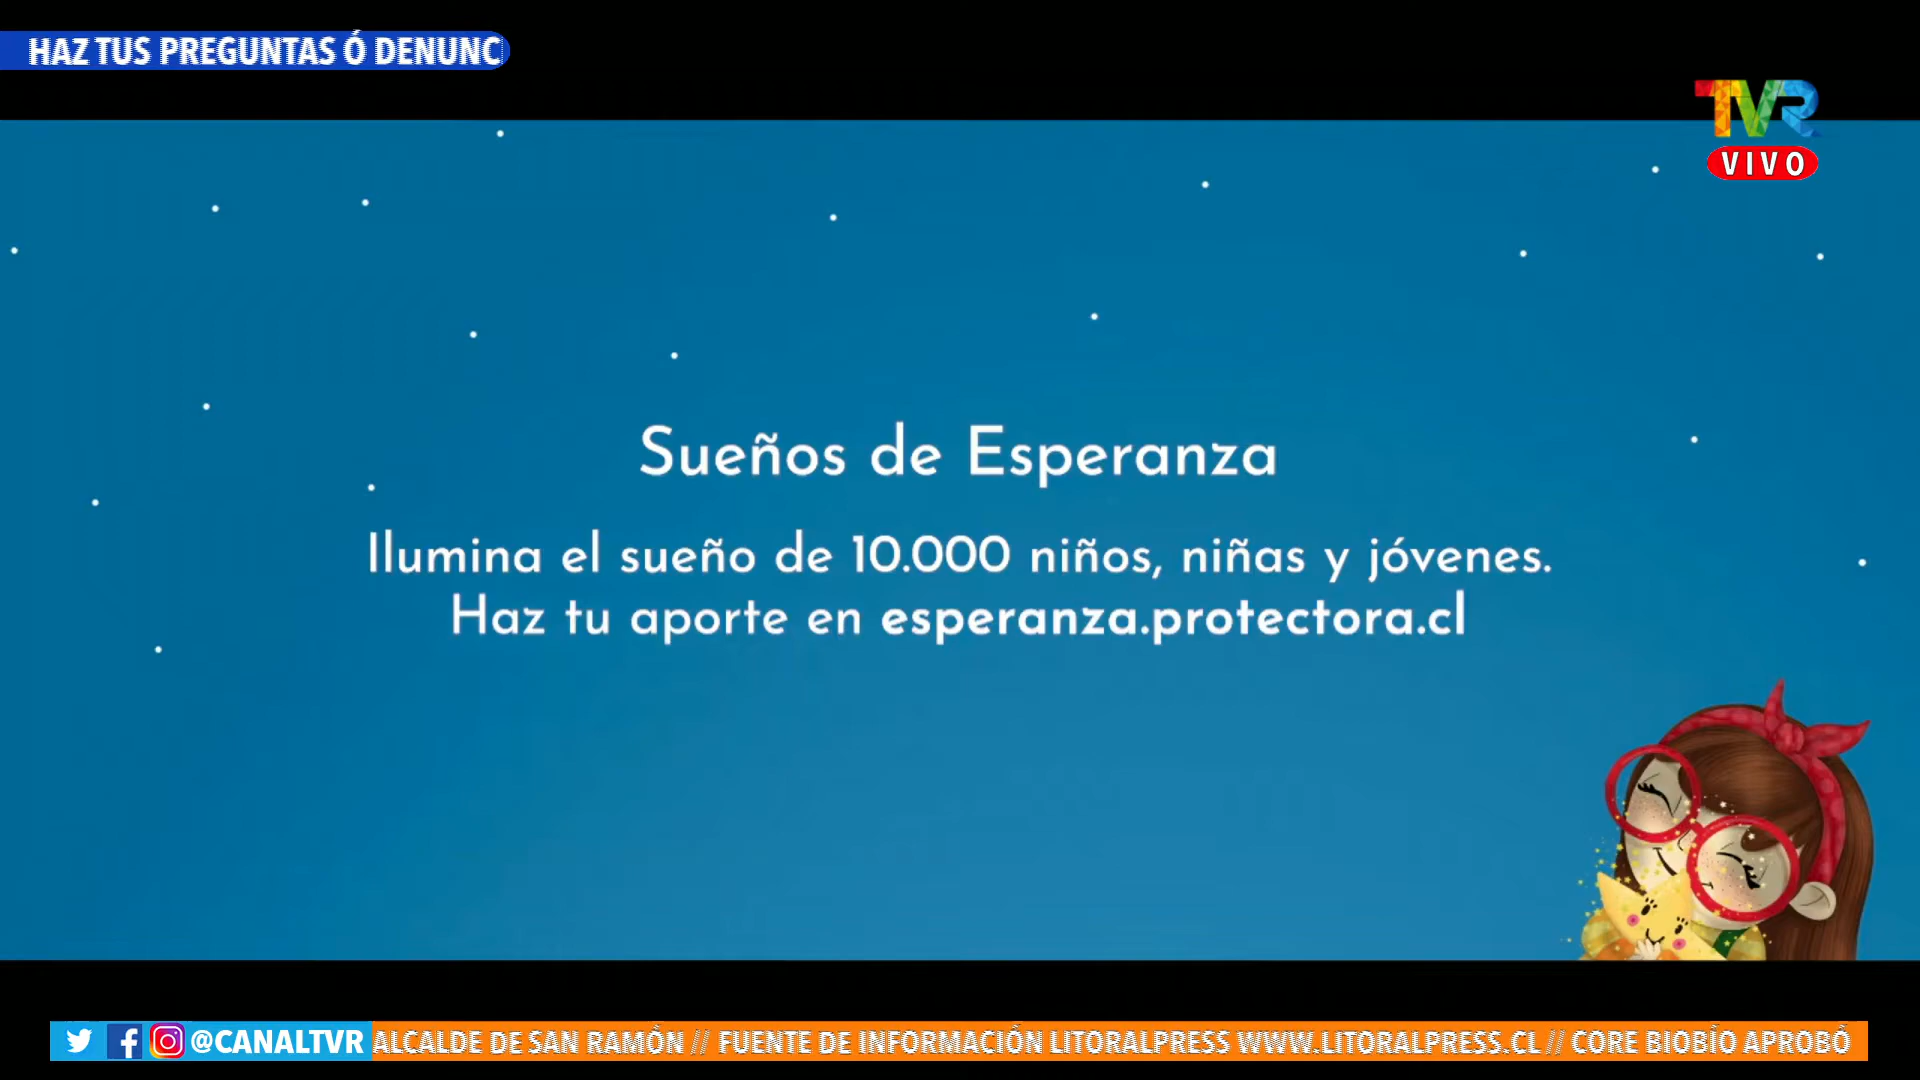 HAZ TUS PREGUNTAS Ó DENUNC
TVR
VIVO
Sueños de Esperanza
Ilumina el sueño de 10.000 niños, niñas y jóvenes.
Haz tu aporte en esperanza.protectora.cl
@CANALTVR ALCALDE DE SAN RAMÓN // FUENTE DE INFORMACIÓN LITORALPRESS WWW.LITORALPRESS.CL // CORE BIOBÍO APROBÓ